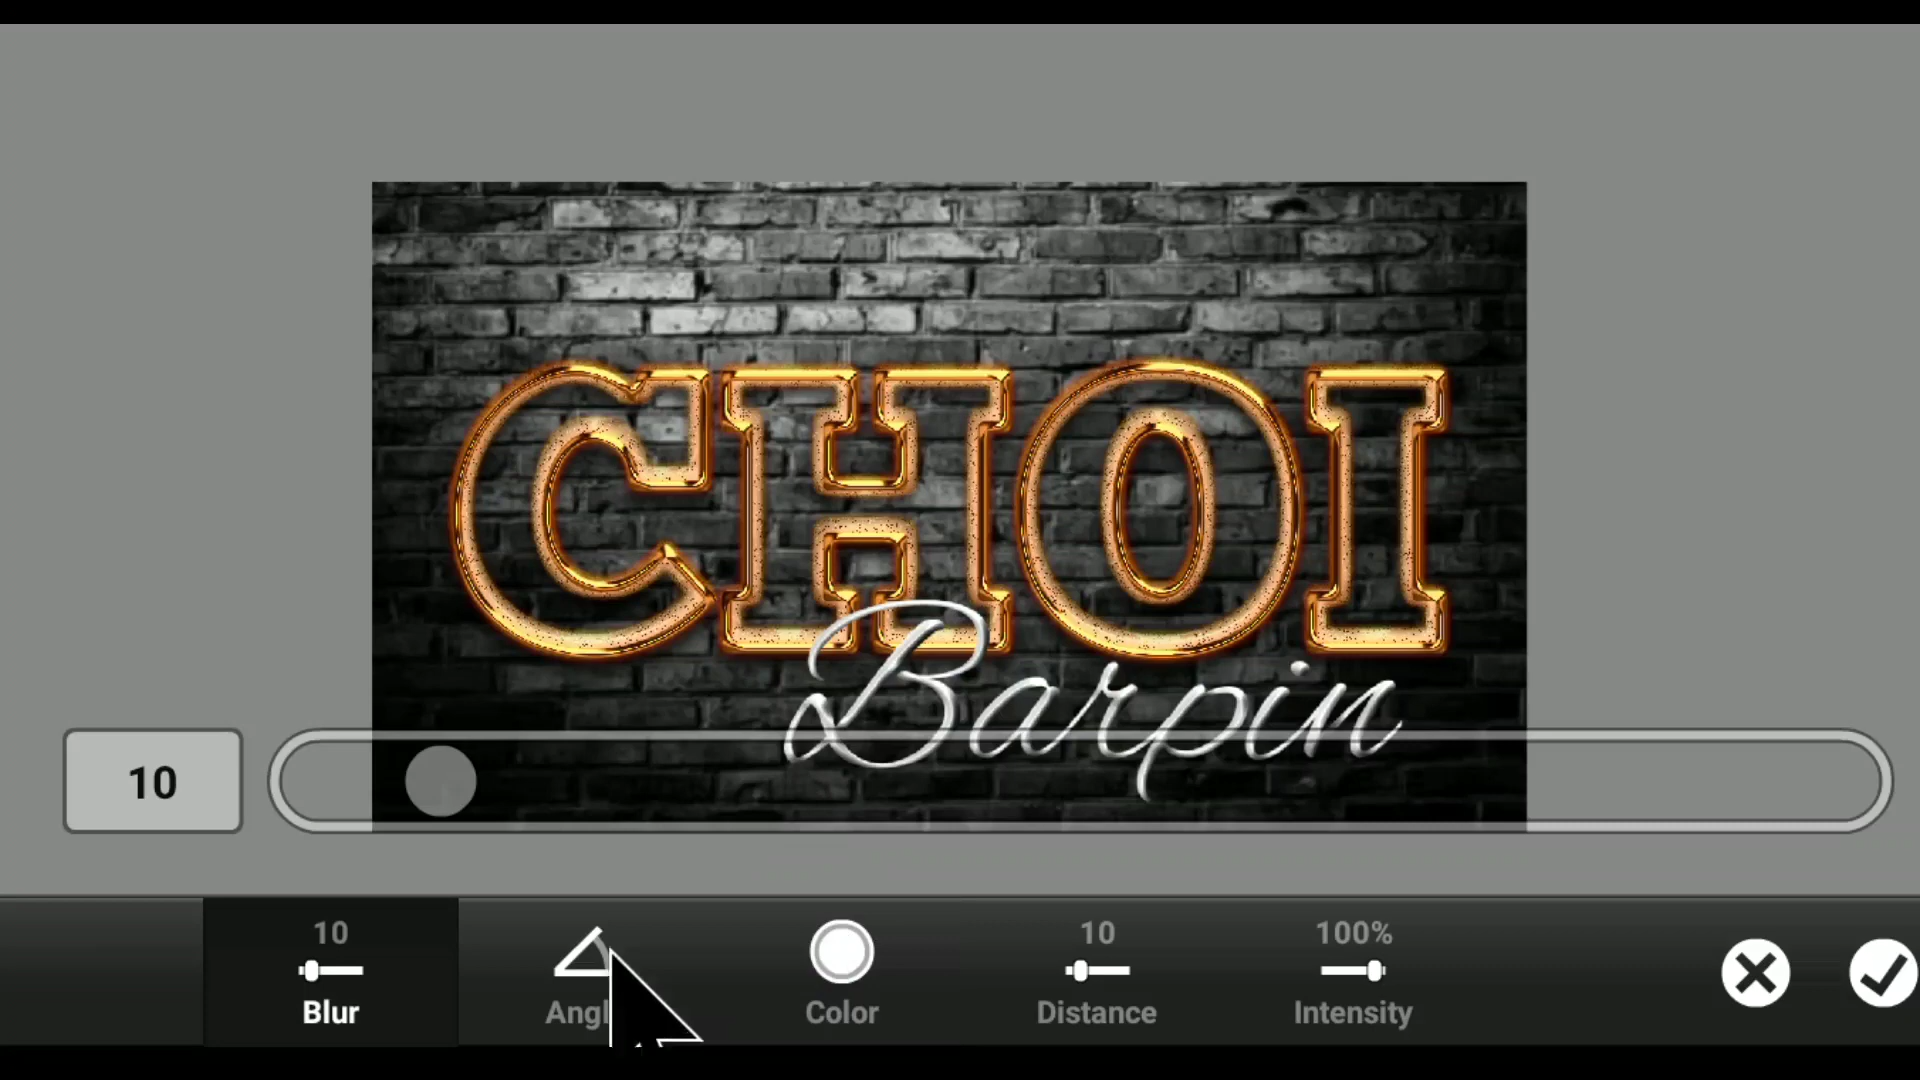 CHOI
Barpin
10
10
Blur
Angl
Color
10
Distance
100%
Intensity